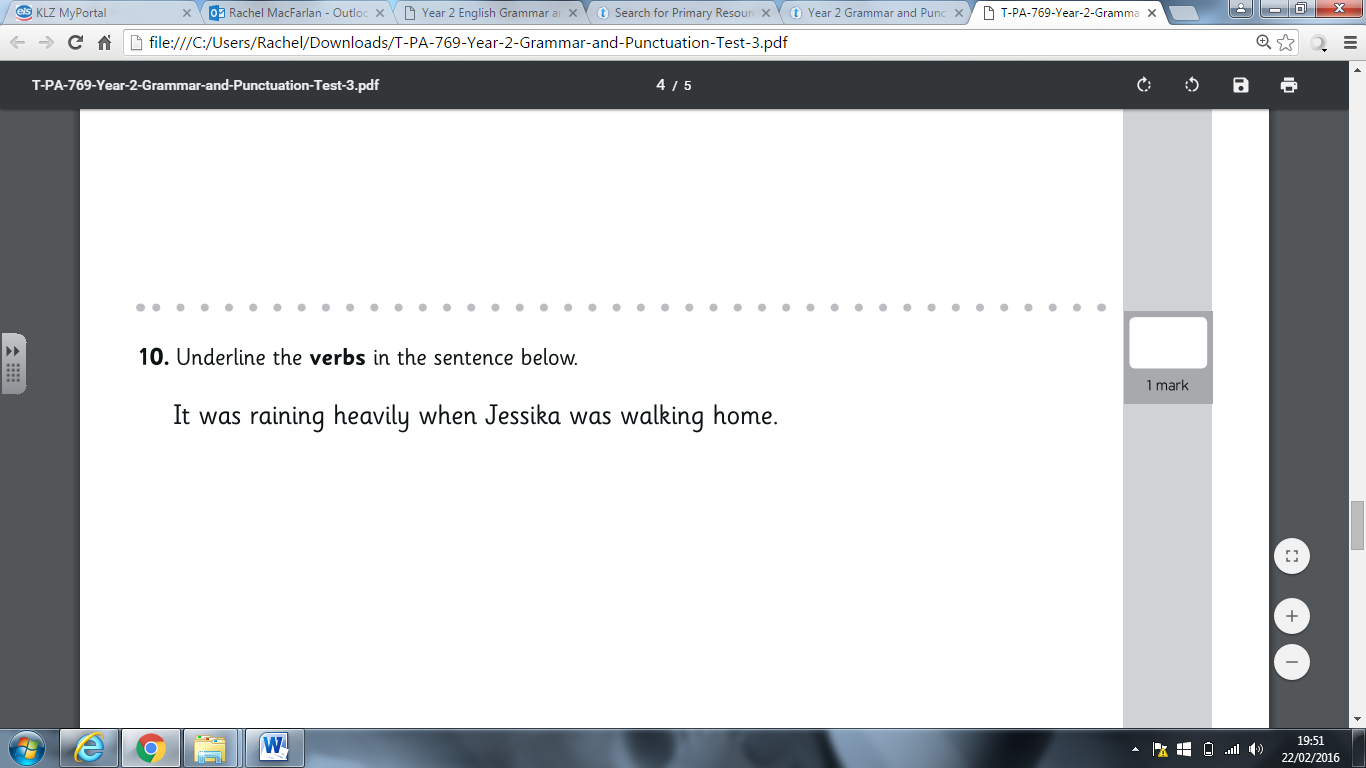 KLZ MyPortal
Rachel MacFarlan - Outloo
Year 2 English Grammar a
Search for Primary Resour
Year 2 Grammar and Punc
T-PA-769-Year-2-Gramma
file:///C:/Users/Rachel/Downloads/T-PA-769-Year-2-Grammar-and-Punctuation-Test-3.pdf
T-PA-769-Year-2-Grammar-and-Punctuation-Test-3.pdf
4 / 5
10. Underline the verbs in the sentence below.
1 mark
It was raining heavily when Jessika was walking home.
19:51
22/02/2016